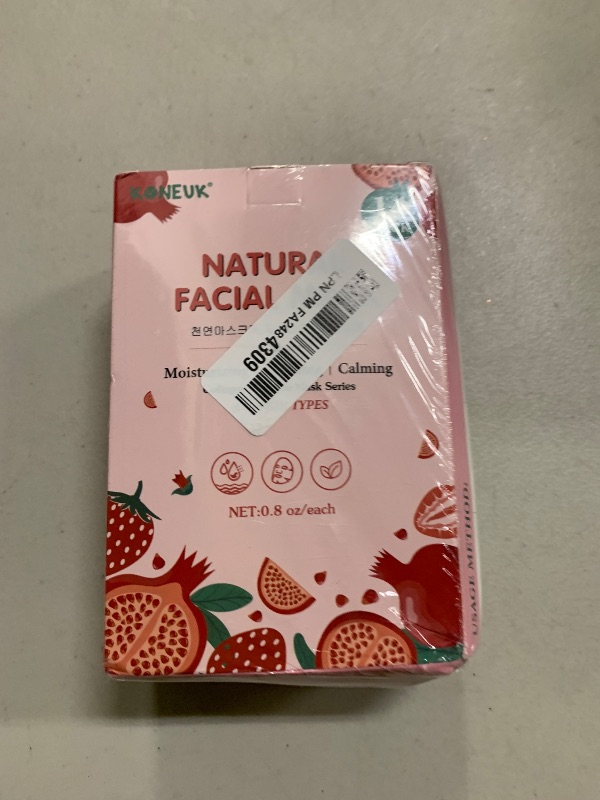 KONEUK®
NATURA
FACIAL
천연마스크
LPN PM FA2484309
Moistu | Calming
sk Series
TYPES
NET:0.8 oz/each
USAGE METHOD: